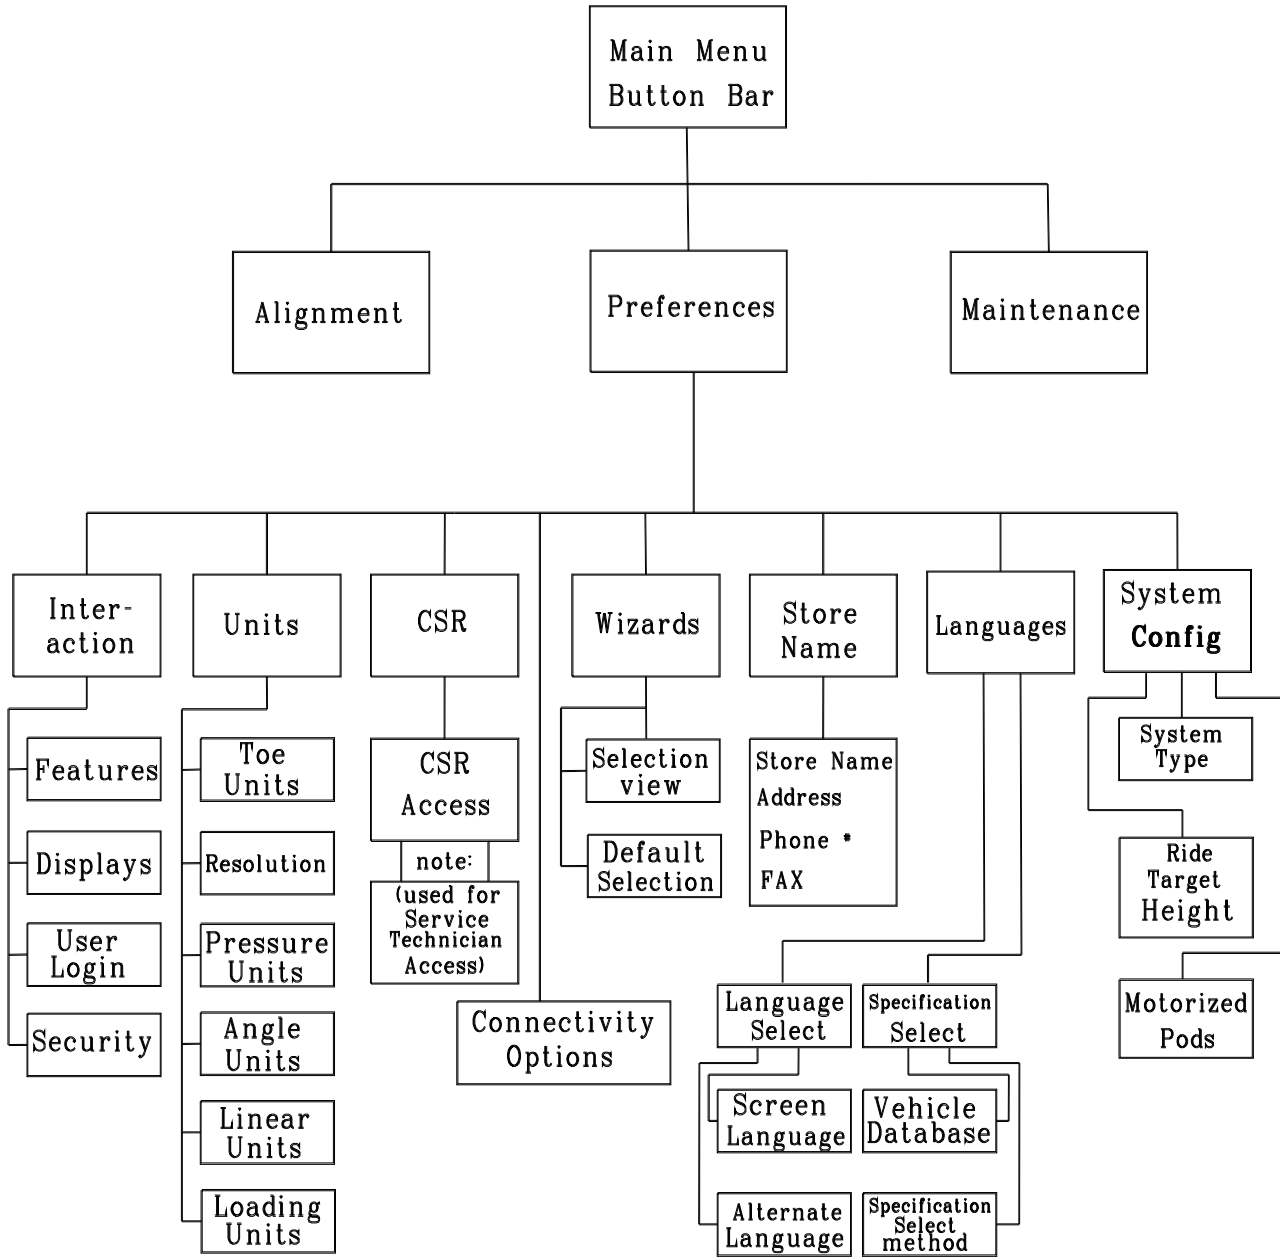 Main Menu
Button Bar
Alignment
Preferences
Maintenance
Inter-
action
Units
CSR
Wizards
Store
Name
Languages
System
Config
Features
Displays
User
Login
Security
Toe
Units
Resolution
Pressure
Units
Angle
Units
Linear
Units
Loading
Units
CSR
Access
note:
(used for
Service
Technician
Access)
Connectivity
Options
Selection
view
Default
Selection
Store Name
Address
Phone #
FAX
Language
Select
Screen
Language
Alternate
Language
Specification
Select
Vehicle
Database
Specification
Select
method
System
Type
Ride
Target
Height
Motorized
Pods